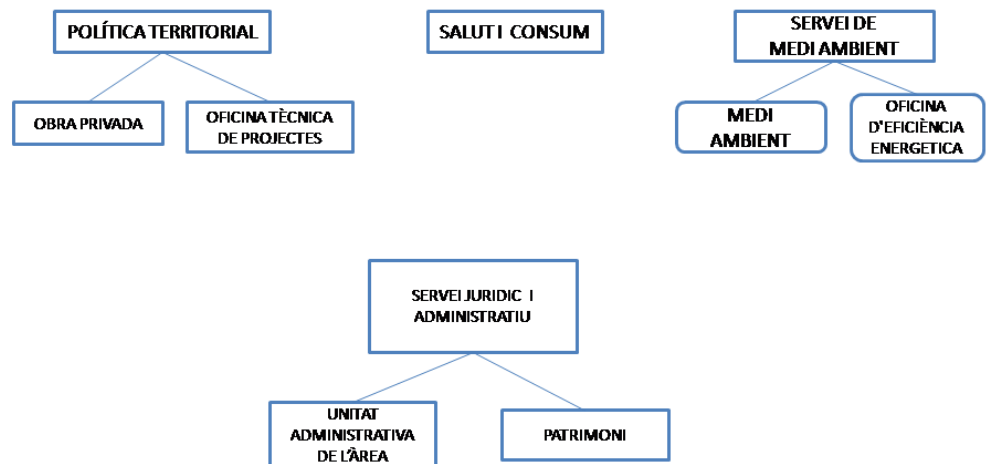 POLÍTICA TERRITORIAL
SALUT I CONSUM
SERVEI DE
MEDI AMBIENT
OBRA PRIVADA
OFICINA TÈCNICA
DE PROJECTES
MEDI
AMBIENT
OFICINA
D'EFICIÈNCIA
ENERGETICA
SERVEI JURIDIC I
ADMINISTRATIU
UNITAT
ADMINISTRATIVA
DE L'ÀREA
PATRIMONI